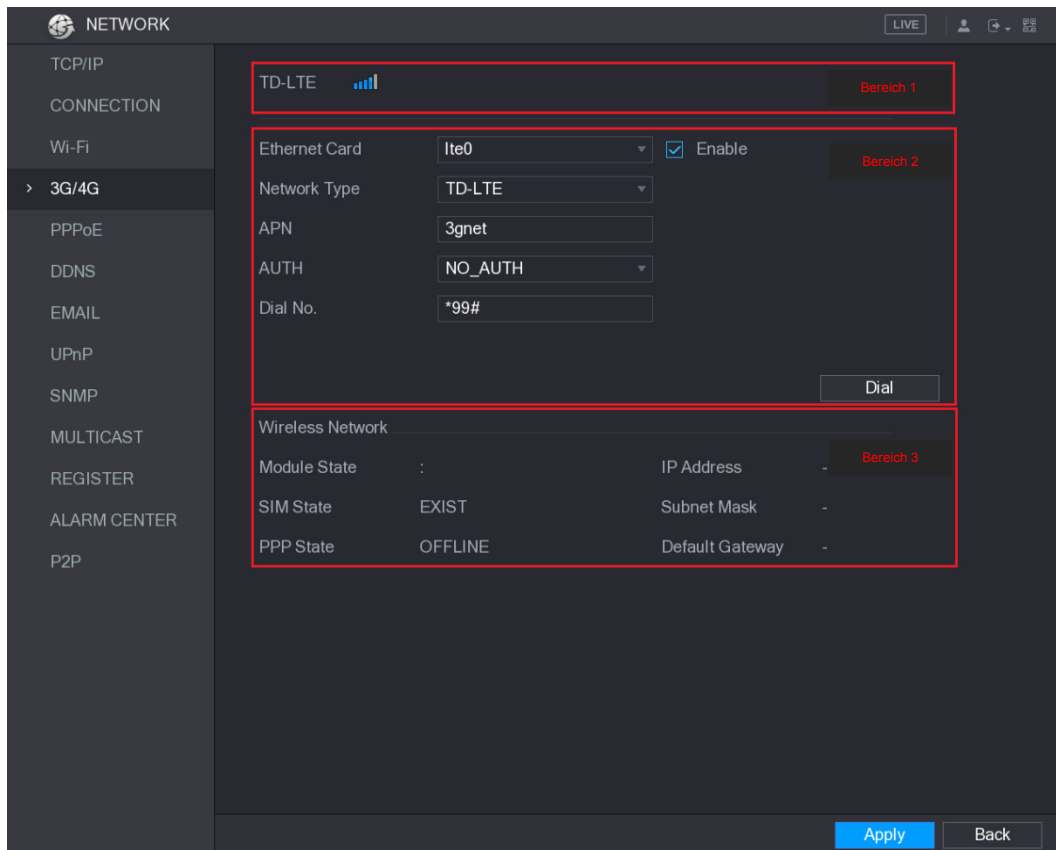 NETWORK
LIVE
TCP/IP
CONNECTION
Wi-Fi
> 3G/4G
PPPoE
DDNS
EMAIL
UPnP
SNMP
MULTICAST
REGISTER
ALARM CENTER
P2P
TD-LTE
Bereich 1
Ethernet Card lte0 Enable
Bereich 2
Network Type TD-LTE
APN 3gnet
AUTH NO_AUTH
Dial No. *99#
Dial
Wireless Network
Bereich 3
Module State : IP Address -
SIM State EXIST Subnet Mask -
PPP State OFFLINE Default Gateway -
Apply Back